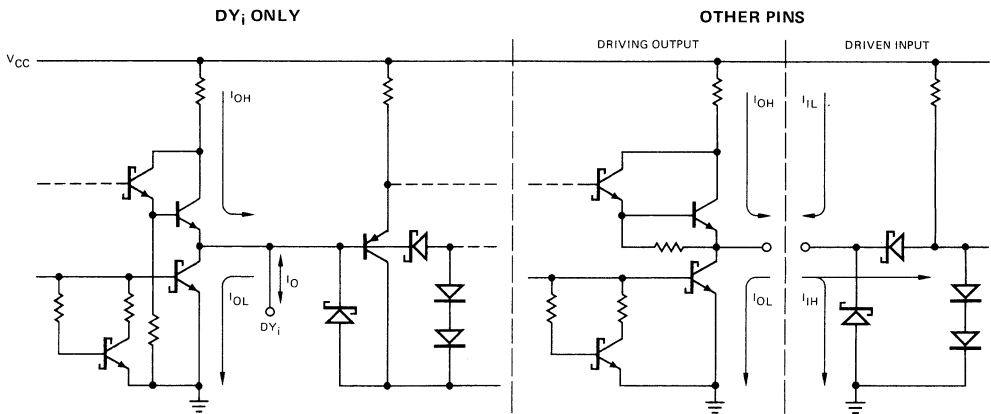 DYi ONLY
OTHER PINS
DRIVING OUTPUT
DRIVEN INPUT
VCC
IOH
IOH
IIL
IO
IOL
DYi
IOL
IIH